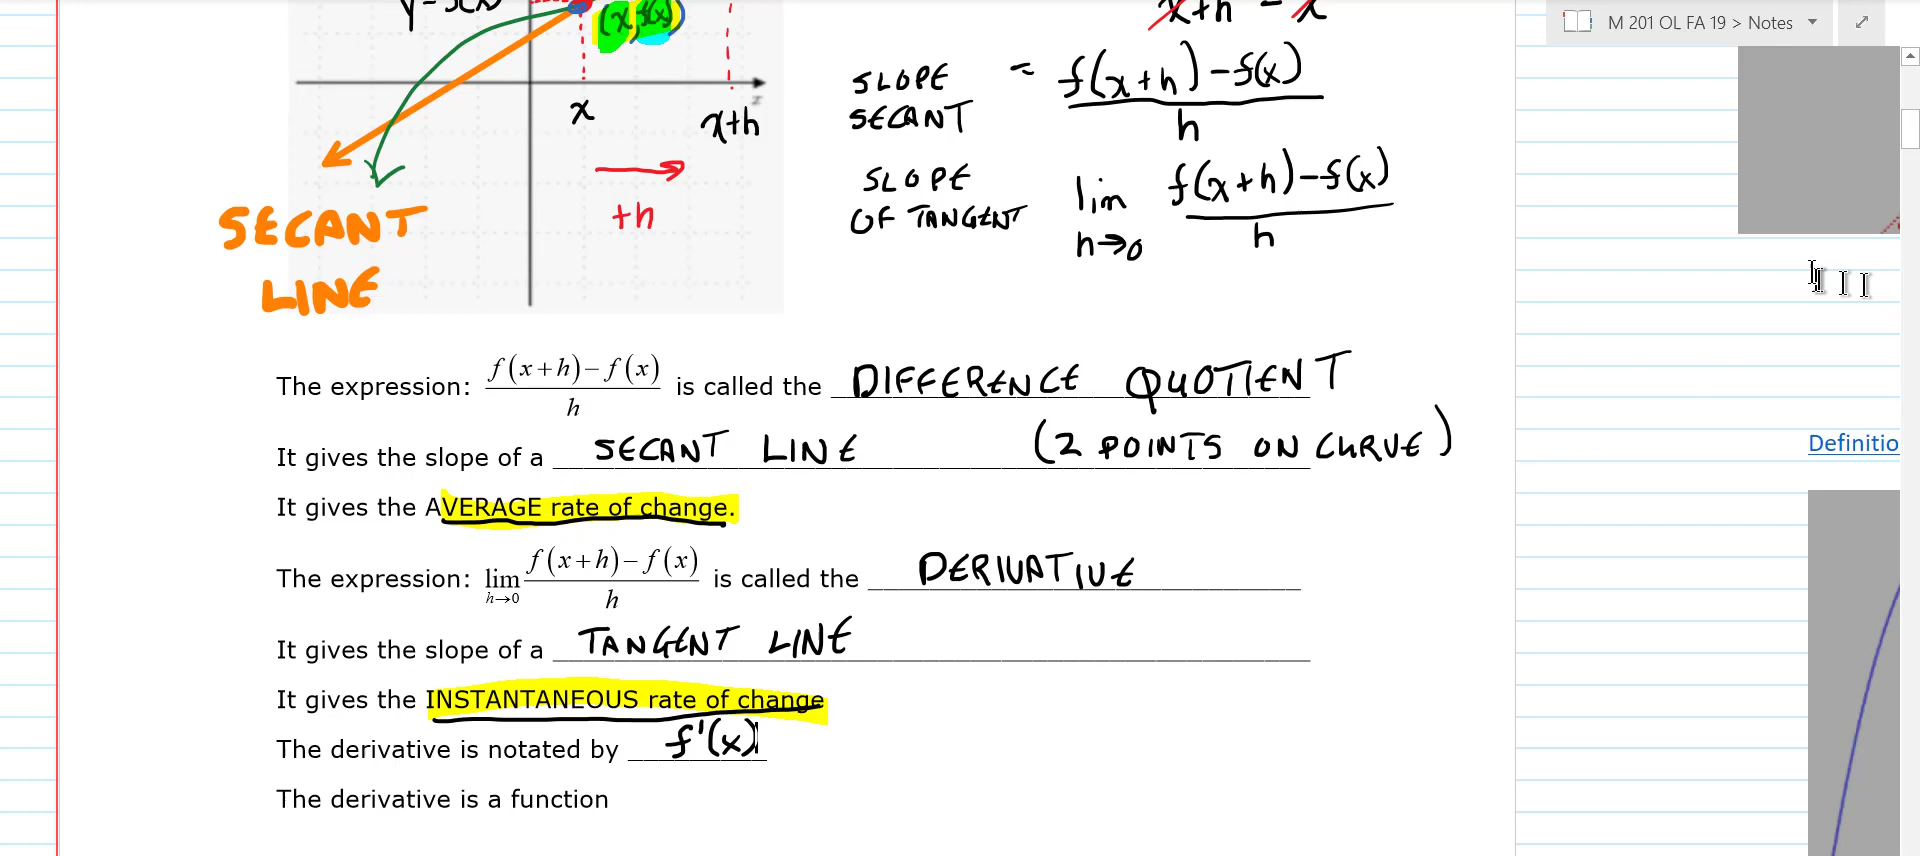 M 201 OL FA 19 > Notes
(x, f(x))
x+h - x
SLOPE SECANT = f(x+h)-f(x) / h
x
x+h
+h
SLOPE OF TANGENT lim h→0 f(x+h)-f(x) / h
SECANT
LINE
The expression: f(x+h)-f(x) / h is called the DIFFERENCE QUOTIENT
It gives the slope of a SECANT LINE (2 POINTS ON CURVE)
Definitio
It gives the AVERAGE rate of change.
The expression: lim h→0 f(x+h)-f(x) / h is called the DERIVATIVE
It gives the slope of a TANGENT LINE
It gives the INSTANTANEOUS rate of change
The derivative is notated by f'(x)
The derivative is a function